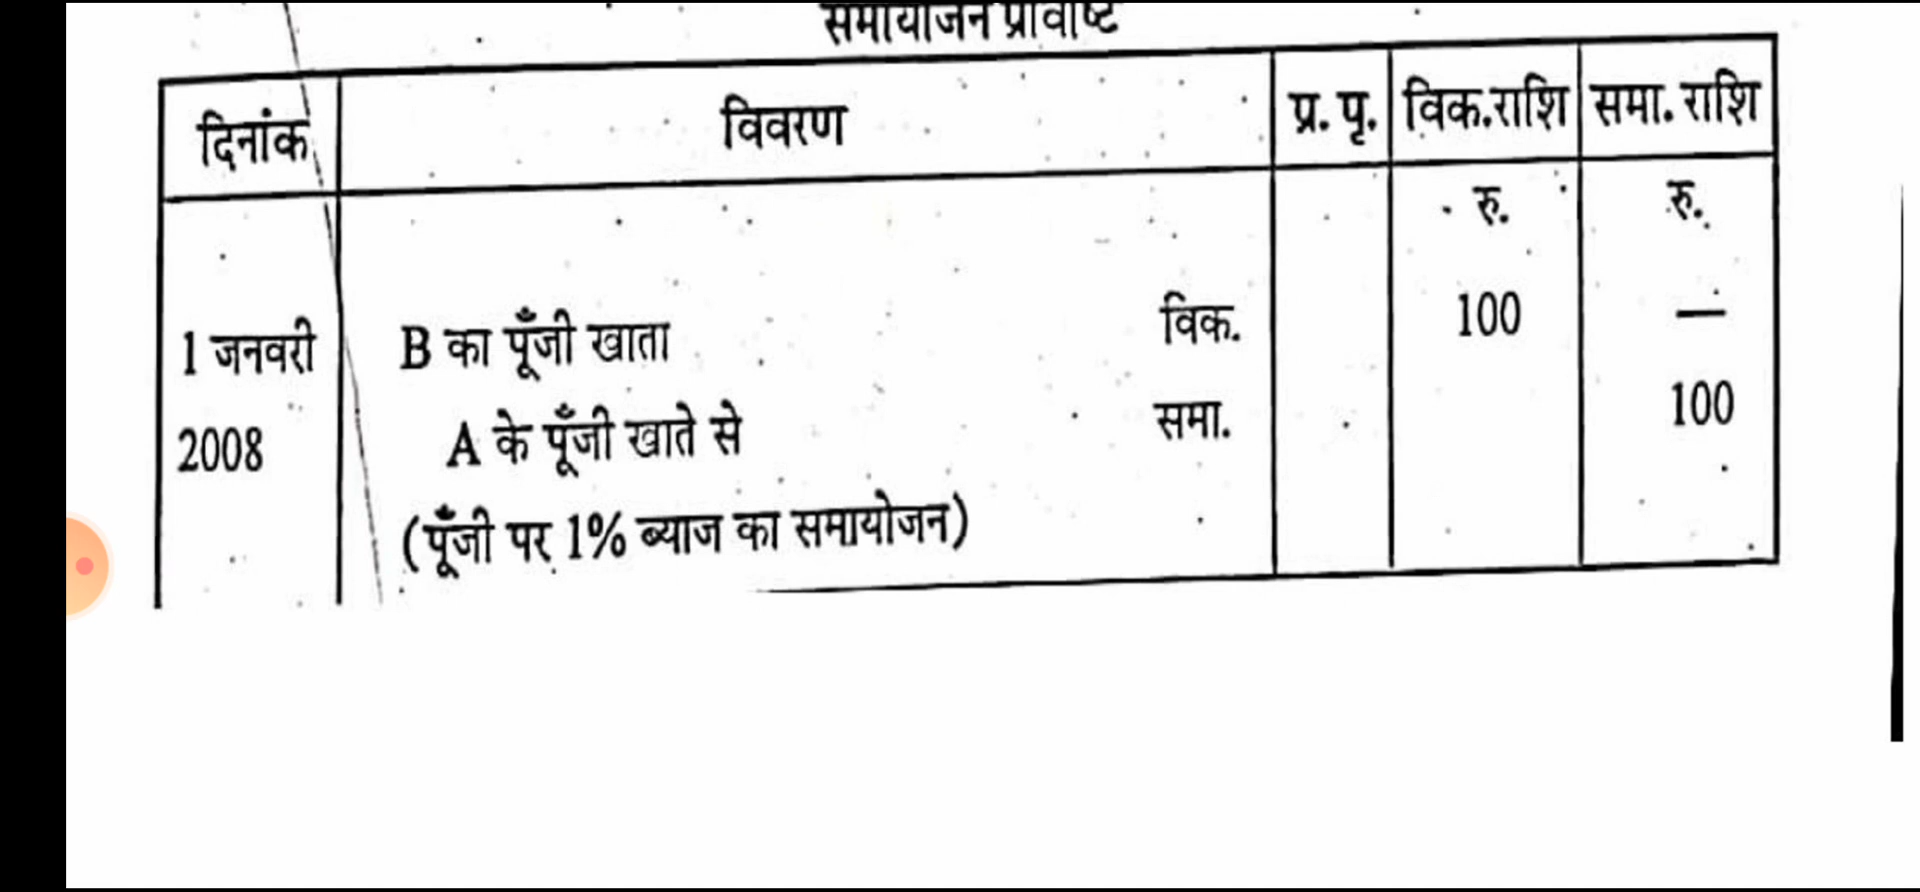 समायोजन प्रविष्टि
दिनांक विवरण प्र. पृ. विक.राशि समा. राशि
रु. रु.
1 जनवरी B का पूँजी खाता विक. 100 —
2008 A के पूँजी खाते से समा. 100
(पूँजी पर 1% ब्याज का समायोजन)